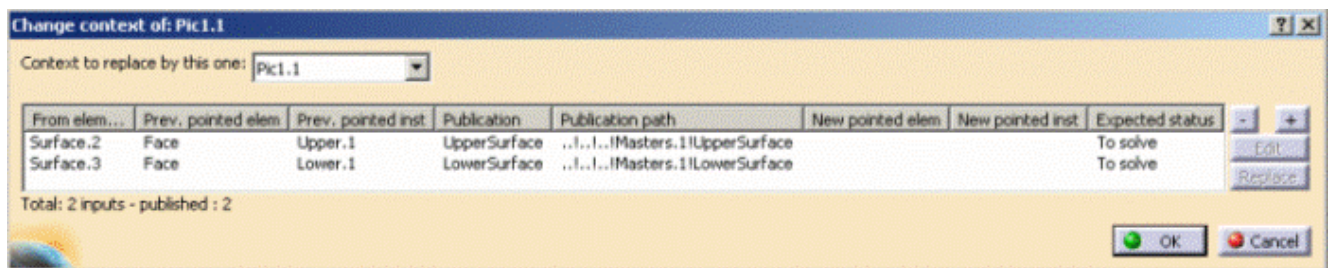 Change context of: Pic1.1
Context to replace by this one: Pic1.1
From elem... Prev. pointed elem Prev. pointed inst Publication Publication path New pointed elem New pointed inst Expected status - +
Surface.2 Face Upper.1 UpperSurface ..!..!..!Masters.1!UpperSurface To solve Edit
Surface.3 Face Lower.1 LowerSurface ..!..!..!Masters.1!LowerSurface To solve
Replace
Total: 2 inputs - published : 2
OK Cancel